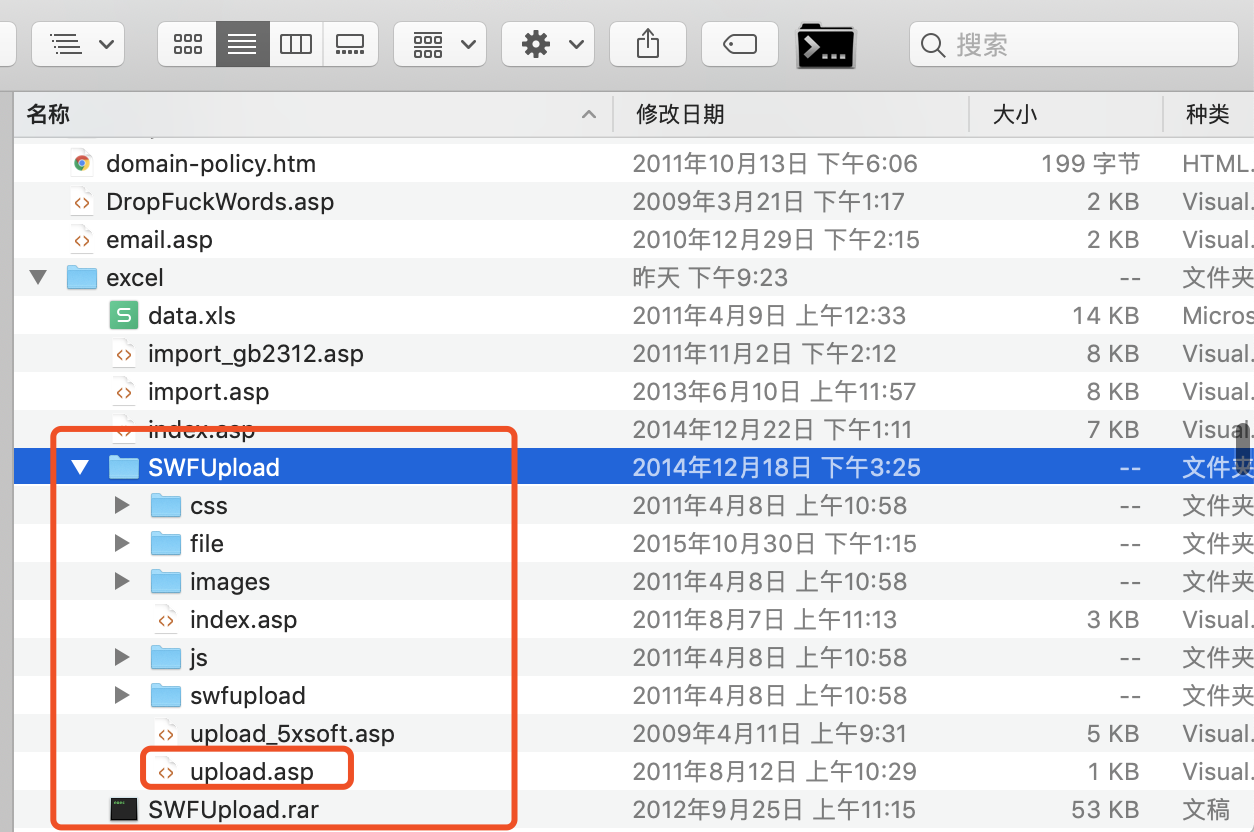 搜索
名称 修改日期 大小 种类
domain-policy.htm 2011年10月13日 下午6:06 199 字节 HTML.
DropFuckWords.asp 2009年3月21日 下午1:17 2 KB Visual.
email.asp 2010年12月29日 下午2:15 2 KB Visual.
excel 昨天 下午9:23 -- 文件夹
data.xls 2011年4月9日 上午12:33 14 KB Micros
import_gb2312.asp 2011年11月2日 下午2:12 8 KB Visual.
import.asp 2013年6月10日 上午11:57 8 KB Visual.
index.asp 2014年12月22日 下午1:11 7 KB Visual.
SWFUpload 2014年12月18日 下午3:25 -- 文件夹
css 2011年4月8日 上午10:58 -- 文件夹
file 2015年10月30日 下午1:15 -- 文件夹
images 2011年4月8日 上午10:58 -- 文件夹
index.asp 2011年8月7日 上午11:13 3 KB Visual.
js 2011年4月8日 上午10:58 -- 文件夹
swfupload 2011年4月8日 上午10:58 -- 文件夹
upload_5xsoft.asp 2009年4月11日 上午9:31 5 KB Visual.
upload.asp 2011年8月12日 上午10:29 1 KB Visual.
SWFUpload.rar 2012年9月25日 上午11:15 53 KB 文稿